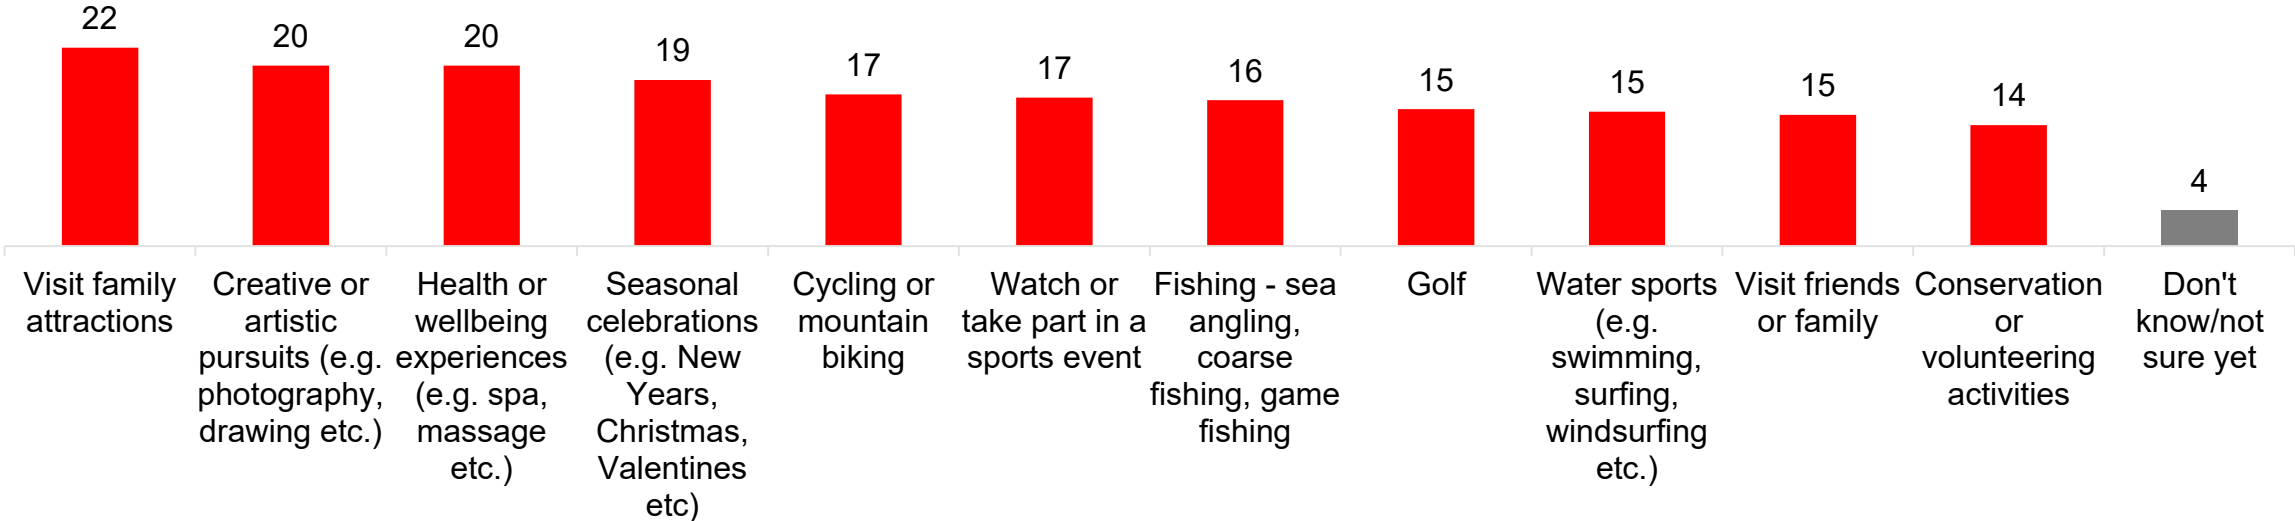 22
20
20
19
17
17
16
15
15
15
14
4
Visit family
attractions
Creative or
artistic
pursuits (e.g.
photography,
drawing etc.)
Health or
wellbeing
experiences
(e.g. spa,
massage
etc.)
Seasonal
celebrations
(e.g. New
Years,
Christmas,
Valentines
etc)
Cycling or
mountain
biking
Watch or
take part in a
sports event
Fishing - sea
angling,
coarse
fishing, game
fishing
Golf
Water sports
(e.g.
swimming,
surfing,
windsurfing
etc.)
Visit friends
or family
Conservation
or
volunteering
activities
Don't
know/not
sure yet